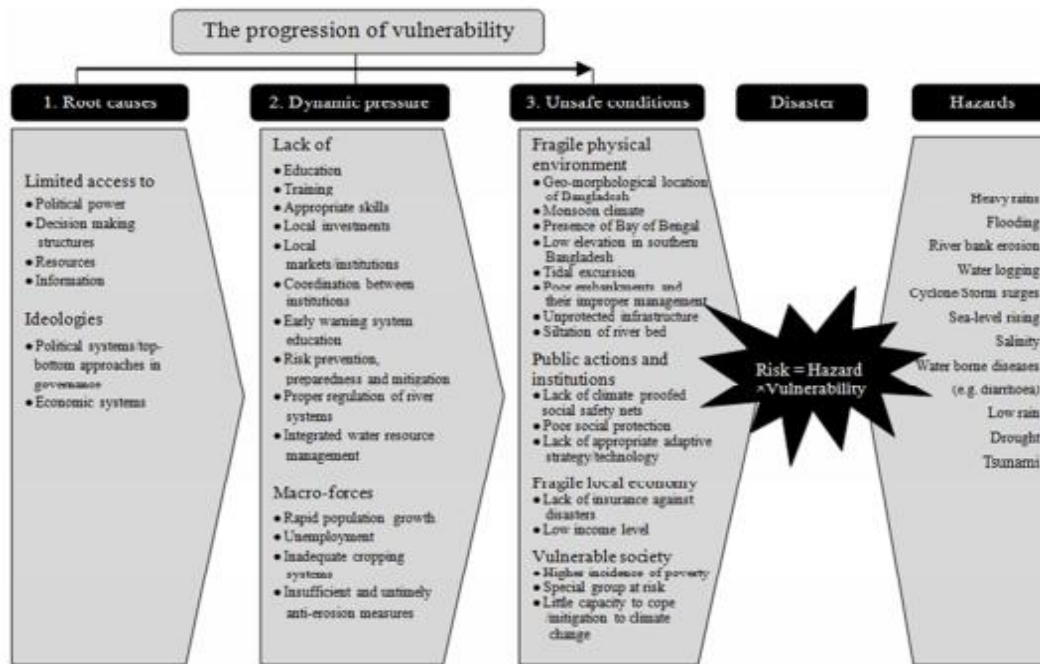 The progression of vulnerability
1. Root causes
2. Dynamic pressure
3. Unsafe conditions
Disaster
Hazards
Limited access to
● Political power
● Decision making
structures
● Resources
● Information
Ideologies
● Political systems/top-
bottom approaches in
governance
● Economic systems
Lack of
● Education
● Training
● Appropriate skills
● Local investments
● Local
markets/institutions
● Coordination between
institutions
● Early warning system
education
● Risk prevention,
preparedness and mitigation
● Proper regulation of river
systems
● Integrated water resource
management
Macro-forces
● Rapid population growth
● Unemployment
● Inadequate cropping
systems
● Insufficient and untimely
anti-erosion measures
Fragile physical
environment
● Geo-morphological location
of Bangladesh
● Monsoon climate
● Presence of Bay of Bengal
● Low elevation in southern
Bangladesh
● Tidal excursion
● Poor embankments and
their improper management
● Unprotected infrastructure
● Siltation of river bed
Public actions and
institutions
● Lack of climate proofed
social safety nets
● Poor social protection
● Lack of appropriate adaptive
strategy/technology
Fragile local economy
● Lack of insurance against
disasters
● Low income level
Vulnerable society
● Higher incidence of poverty
● Special group at risk
● Little capacity to cope
/mitigation to climate
change
Risk = Hazard
×Vulnerability
Heavy rains
Flooding
River bank erosion
Water logging
Cyclone/Storm surges
Sea-level rising
Salinity
Water borne diseases
(e.g. diarrhoea)
Low rain
Drought
Tsunami